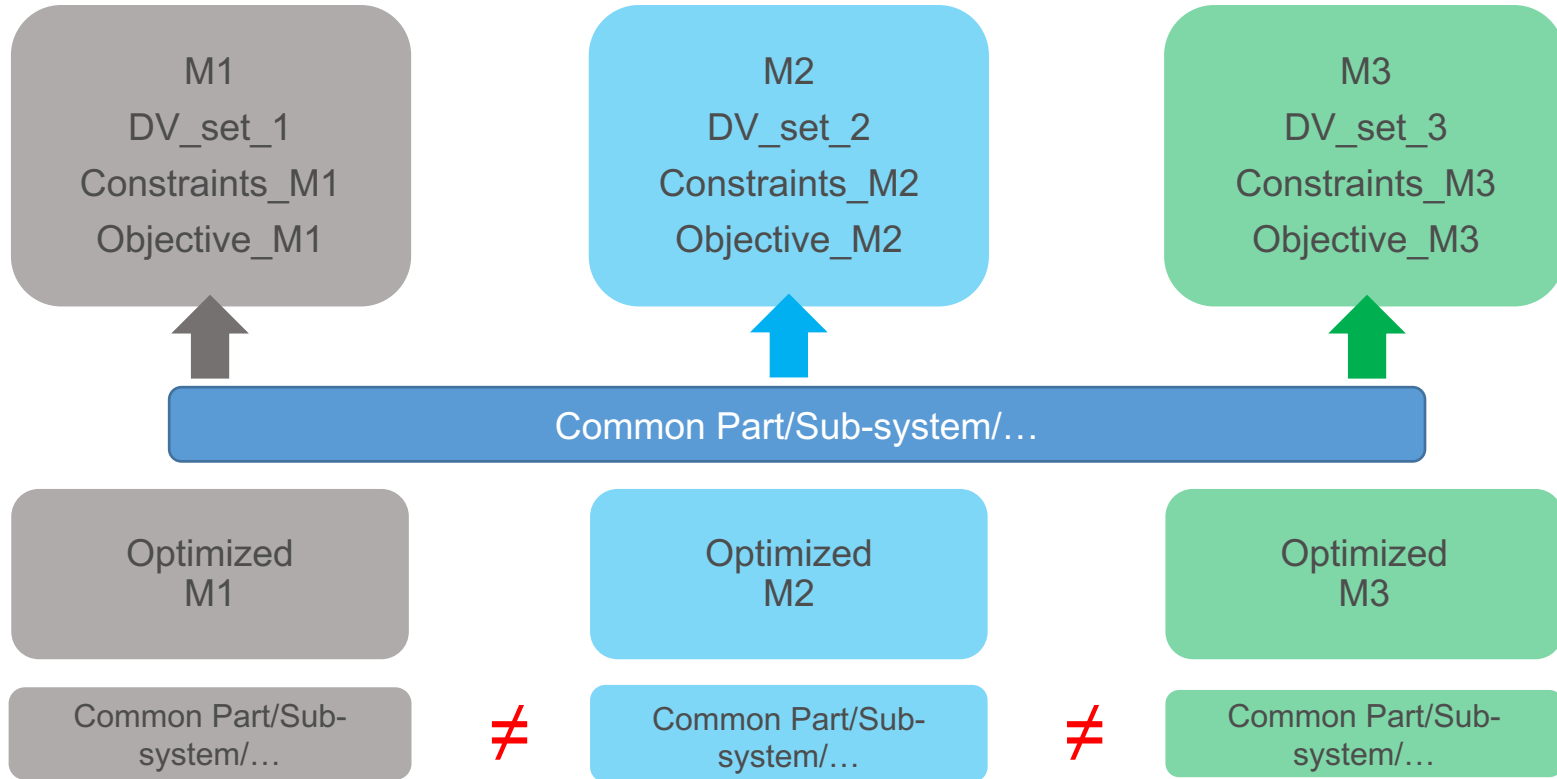 M1
DV_set_1
Constraints_M1
Objective_M1
M2
DV_set_2
Constraints_M2
Objective_M2
M3
DV_set_3
Constraints_M3
Objective_M3
Common Part/Sub-system/…
Optimized
M1
Optimized
M2
Optimized
M3
Common Part/Sub-
system/…
≠
Common Part/Sub-
system/…
≠
Common Part/Sub-
system/…